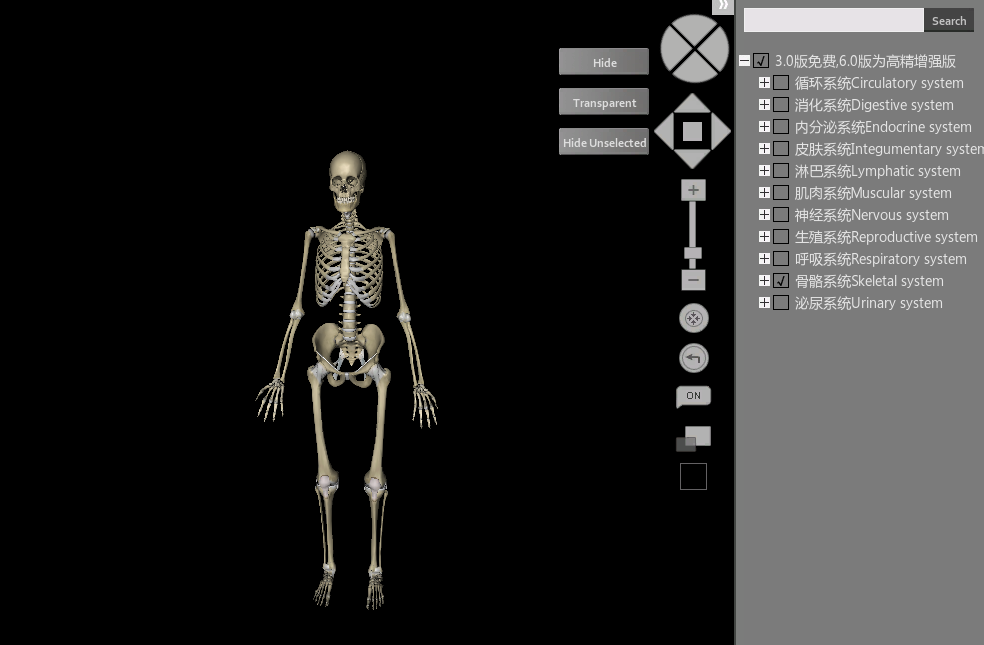 »
Search
Hide
Transparent
Hide Unselected
ON
3.0版免费,6.0版为高精增强版
循环系统Circulatory system
消化系统Digestive system
内分泌系统Endocrine system
皮肤系统Integumentary system
淋巴系统Lymphatic system
肌肉系统Muscular system
神经系统Nervous system
生殖系统Reproductive system
呼吸系统Respiratory system
骨骼系统Skeletal system
泌尿系统Urinary system